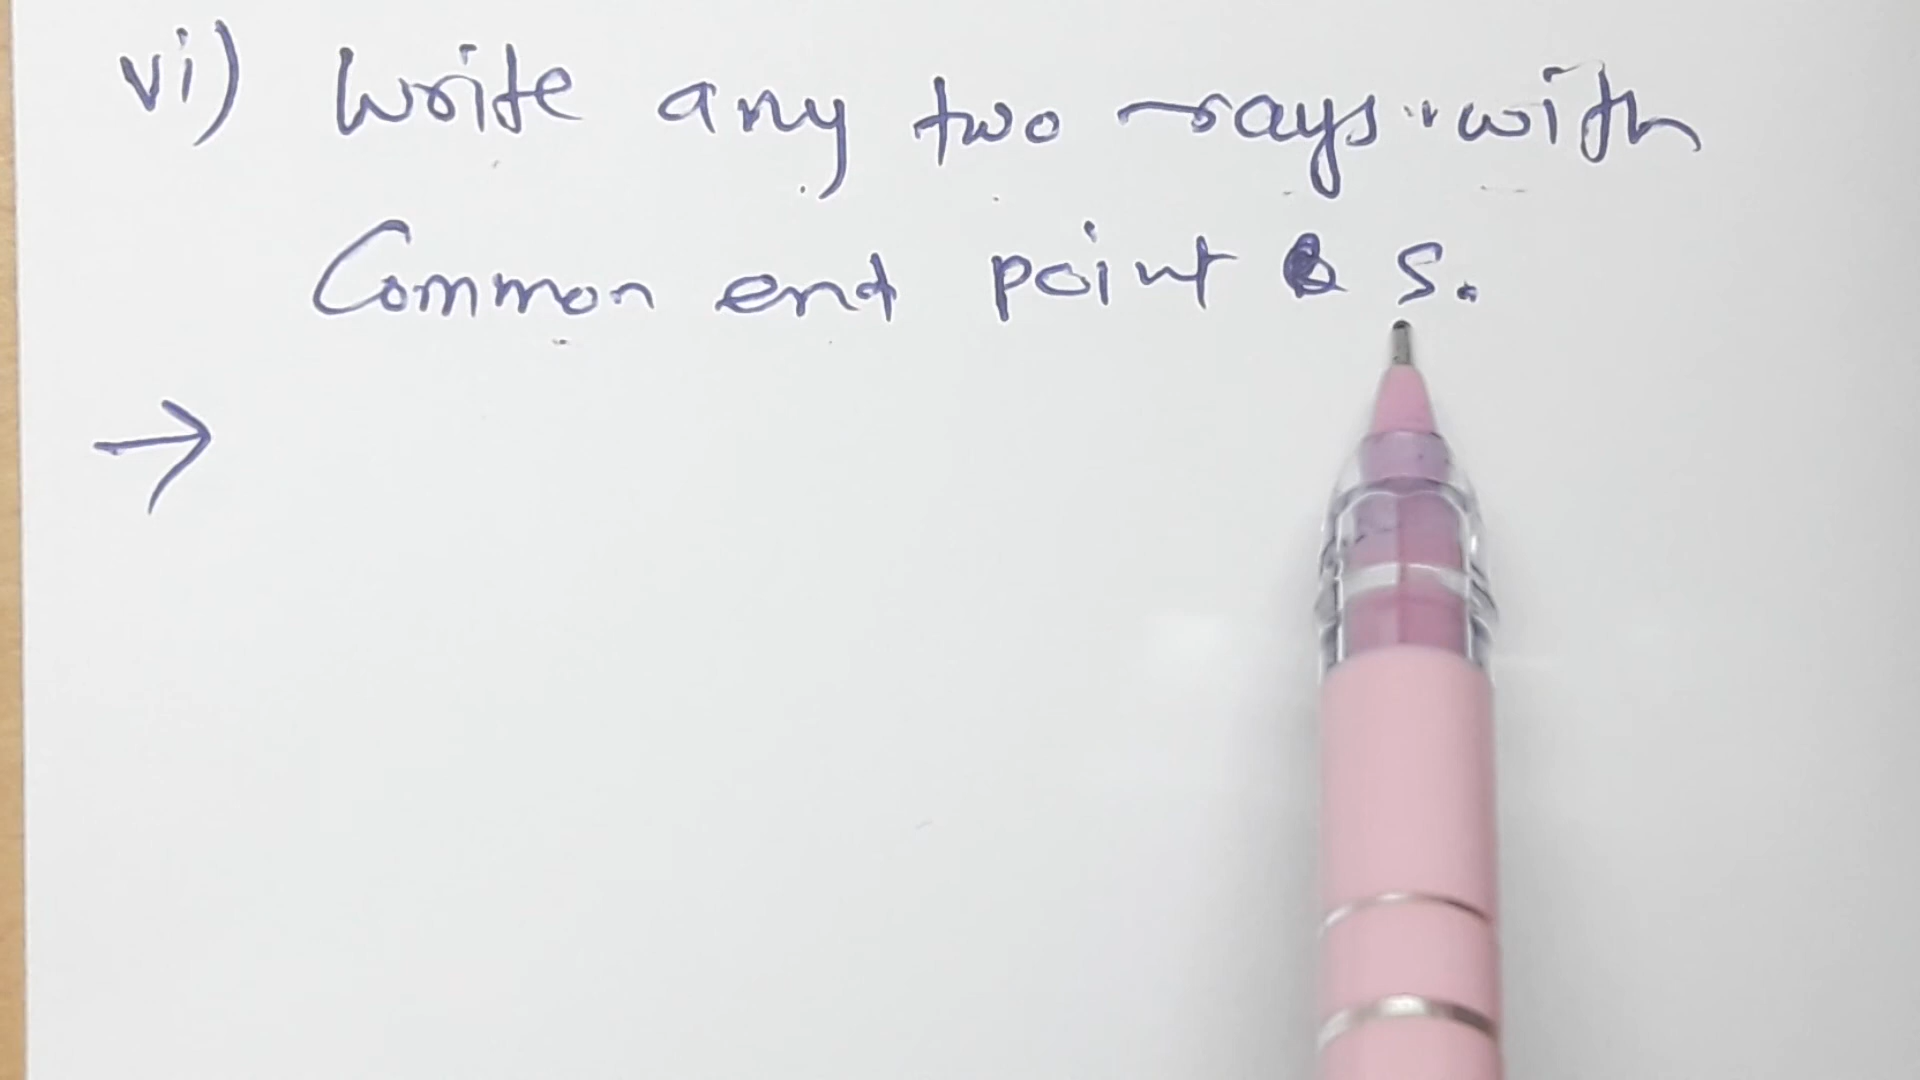 vi) Write any two rays with
Common end point S.
→